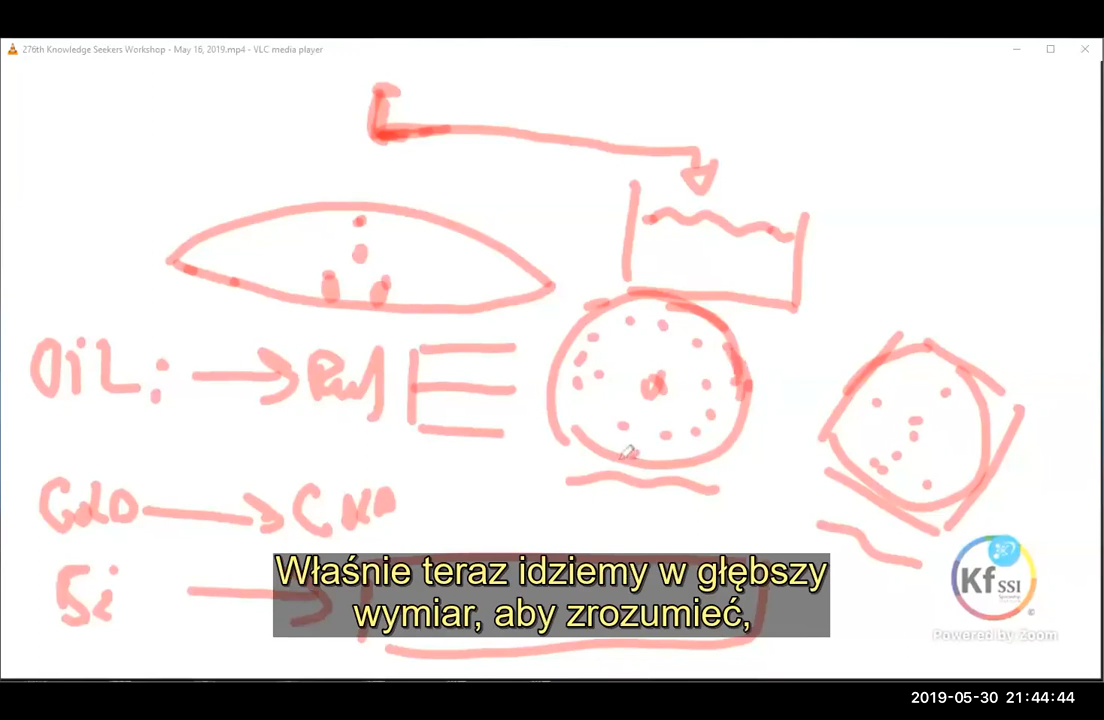 276th Knowledge Seekers Workshop - May 16, 2019.mp4 - VLC media player
OiL :
GOLD
Si
Właśnie teraz idziemy w głębszy
wymiar, aby zrozumieć,
Kf SSI
Powered by Zoom
2019-05-30 21:44:44